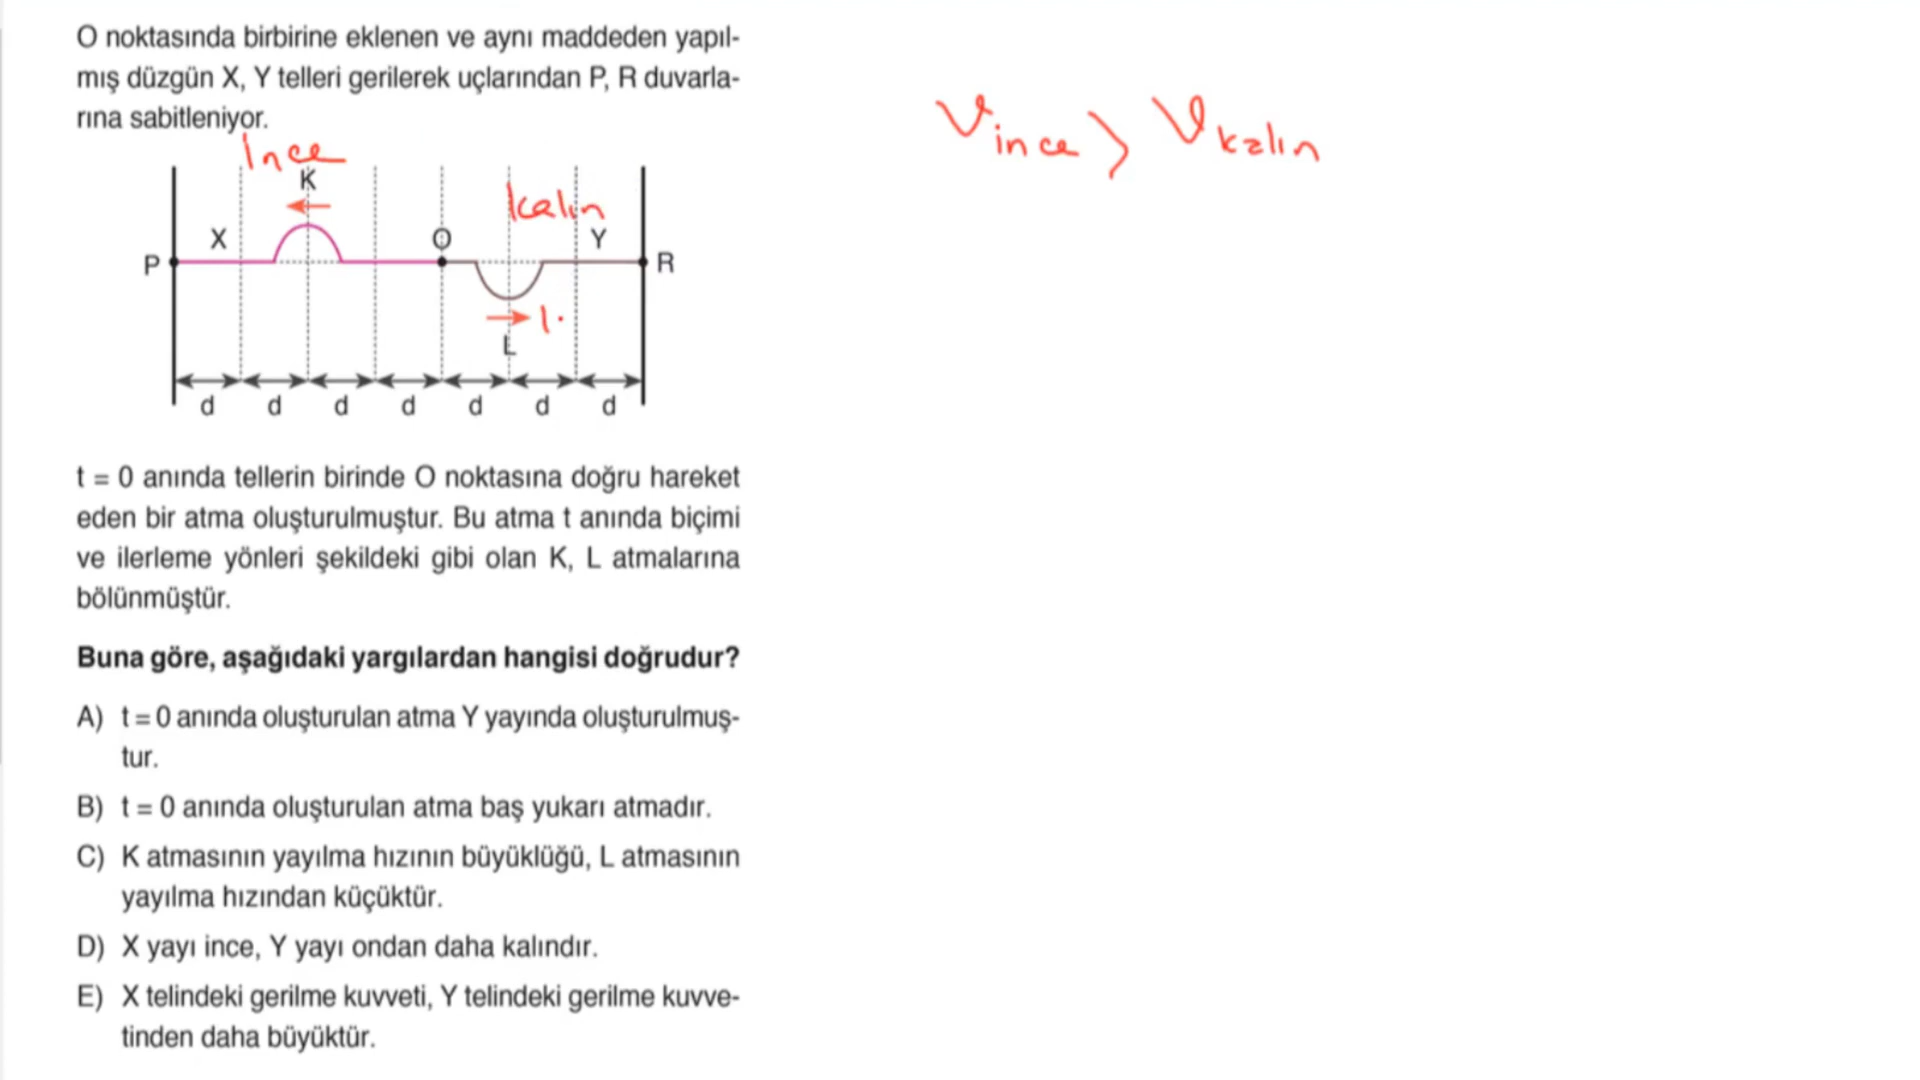 O noktasında birbirine eklenen ve aynı maddeden yapıl-
mış düzgün X, Y telleri gerilerek uçlarından P, R duvarla-
rına sabitleniyor.
Vince > Vkalın
ince
K
kalın
X
O
Y
P
R
1.
L
d d d d d d d
t = 0 anında tellerin birinde O noktasına doğru hareket
eden bir atma oluşturulmuştur. Bu atma t anında biçimi
ve ilerleme yönleri şekildeki gibi olan K, L atmalarına
bölünmüştür.
Buna göre, aşağıdaki yargılardan hangisi doğrudur?
A) t = 0 anında oluşturulan atma Y yayında oluşturulmuş-
tur.
B) t = 0 anında oluşturulan atma baş yukarı atmadır.
C) K atmasının yayılma hızının büyüklüğü, L atmasının
yayılma hızından küçüktür.
D) X yayı ince, Y yayı ondan daha kalındır.
E) X telindeki gerilme kuvveti, Y telindeki gerilme kuvve-
tinden daha büyüktür.